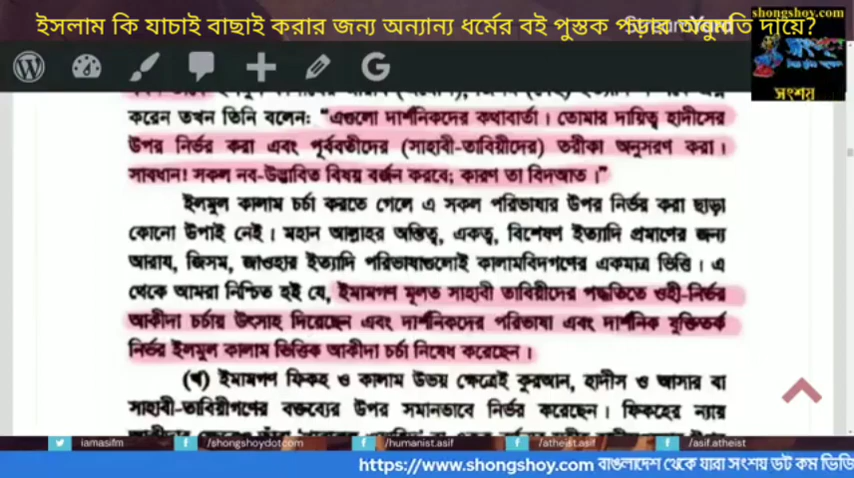 ইসলাম কি যাচাই বাছাই করার জন্য অন্যান্য ধর্মের বই পুস্তক পড়ার অনুমতি দায়ে?
shongshoy.com
সংশয়
করেন তখন তিনি বলেন: “এগুলো দার্শনিকদের কথাবার্তা। তোমার দায়িত্ব হাদীসের
উপর নির্ভর করা এবং পূর্ববর্তীদের (সাহাবী-তাবিয়ীদের) তরীকা অনুসরণ করা।
সাবধান! সকল নব-উদ্ভাবিত বিষয় বর্জন করবে; কারণ তা বিদআত।”
ইলমুল কালাম চর্চা করতে গেলে এ সকল পরিভাষার উপর নির্ভর করা ছাড়া
কোনো উপাই নেই। মহান আল্লাহর অস্তিত্ব, একত্ব, বিশেষণ ইত্যাদি প্রমাণের জন্য
আরায, জিসম, জাওহার ইত্যাদি পরিভাষাগুলোই কালামবিদগণের একমাত্র ভিত্তি। এ
থেকে আমরা নিশ্চিত হই যে, ইমামগণ মূলত সাহাবী তাবিয়ীদের পদ্ধতিতে ওহী-নির্ভর
আকীদা চর্চায় উৎসাহ দিয়েছেন এবং দার্শনিকদের পরিভাষা এবং দার্শনিক যুক্তিতর্ক
নির্ভর ইলমুল কালাম ভিত্তিক আকীদা চর্চা নিষেধ করেছেন।
(খ) ইমামগণ ফিকহ ও কালাম উভয় ক্ষেত্রেই কুরআন, হাদীস ও আসার বা
সাহাবী-তাবিয়ীগণের বক্তব্যের উপর সমানভাবে নির্ভর করেছেন। ফিকহের ন্যায়
iamasifm /shongshoydotcom /humanist.asif /atheist.asif /asif.atheist
https://www.shongshoy.com বাঙলাদেশ থেকে যারা সংশয় ডট কম ভিডি